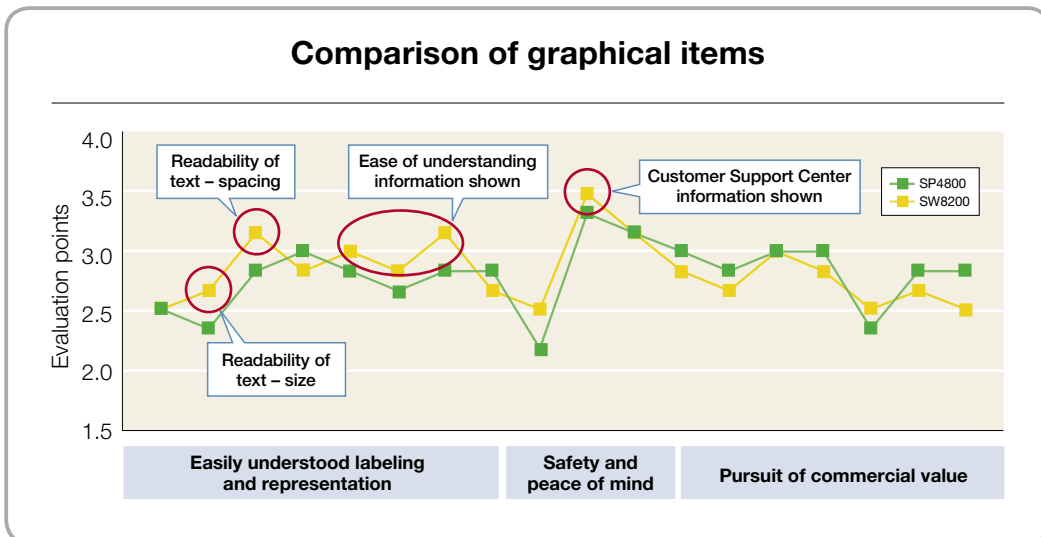 Comparison of graphical items
Evaluation points
4.0
3.5
3.0
2.5
2.0
1.5
Readability of
text – spacing
Ease of understanding
information shown
Customer Support Center
information shown
SP4800
SW8200
Readability of
text – size
Easily understood labeling
and representation
Safety and
peace of mind
Pursuit of commercial value